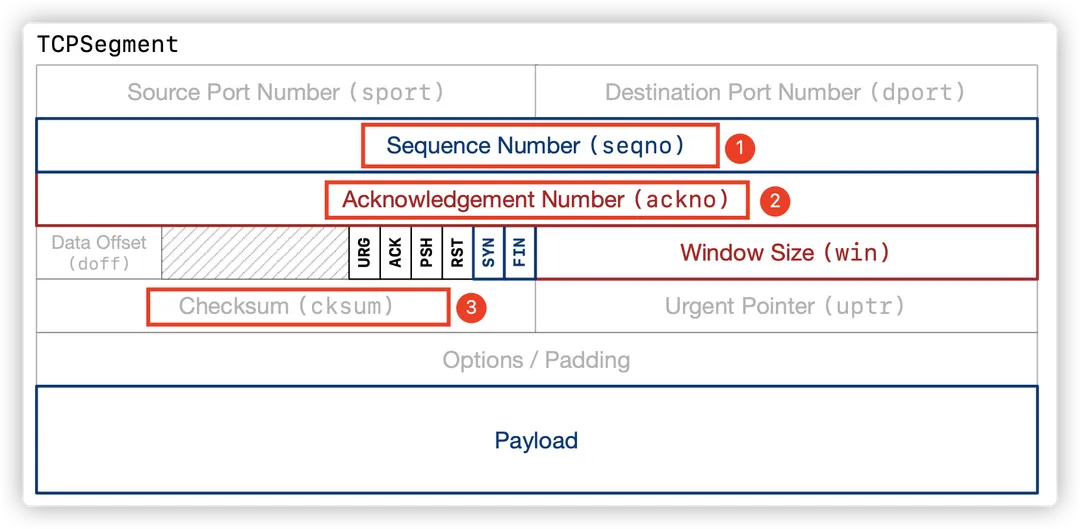 TCPSegment
Source Port Number (sport)
Destination Port Number (dport)
Sequence Number (seqno)
1
Acknowledgement Number (ackno)
2
Data Offset
(doff)
URG
ACK
PSH
RST
SYN
FIN
Window Size (win)
Checksum (cksum)
3
Urgent Pointer (uptr)
Options / Padding
Payload